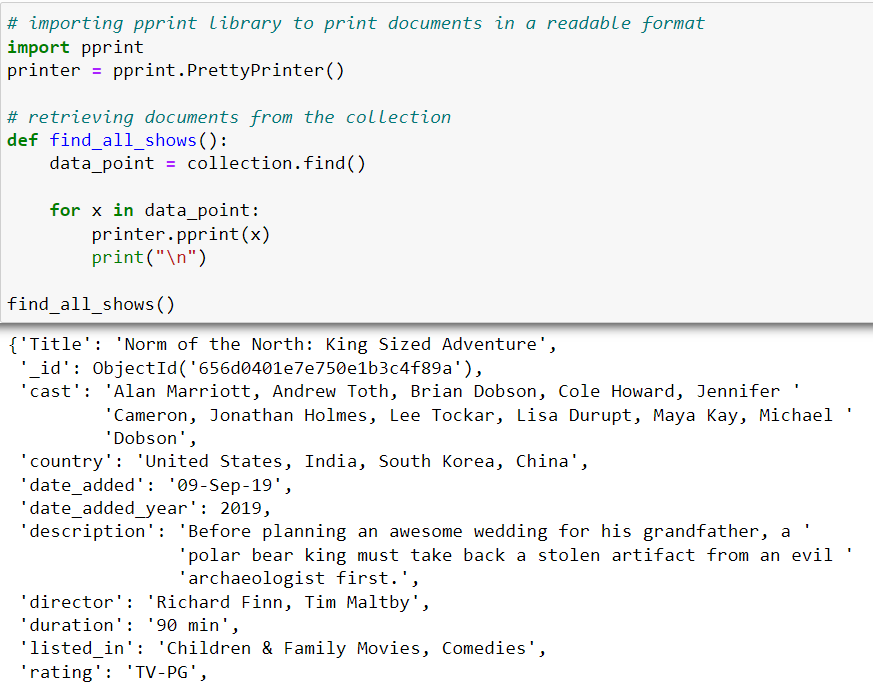 # importing pprint library to print documents in a readable format
import pprint
printer = pprint.PrettyPrinter()
# retrieving documents from the collection
def find_all_shows():
    data_point = collection.find()
    for x in data_point:
        printer.pprint(x)
        print("\n")
find_all_shows()
{'Title': 'Norm of the North: King Sized Adventure',
 '_id': ObjectId('656d0401e7e750e1b3c4f89a'),
 'cast': 'Alan Marriott, Andrew Toth, Brian Dobson, Cole Howard, Jennifer '
         'Cameron, Jonathan Holmes, Lee Tockar, Lisa Durupt, Maya Kay, Michael '
         'Dobson',
 'country': 'United States, India, South Korea, China',
 'date_added': '09-Sep-19',
 'date_added_year': 2019,
 'description': 'Before planning an awesome wedding for his grandfather, a '
                'polar bear king must take back a stolen artifact from an evil '
                'archaeologist first.',
 'director': 'Richard Finn, Tim Maltby',
 'duration': '90 min',
 'listed_in': 'Children & Family Movies, Comedies',
 'rating': 'TV-PG',